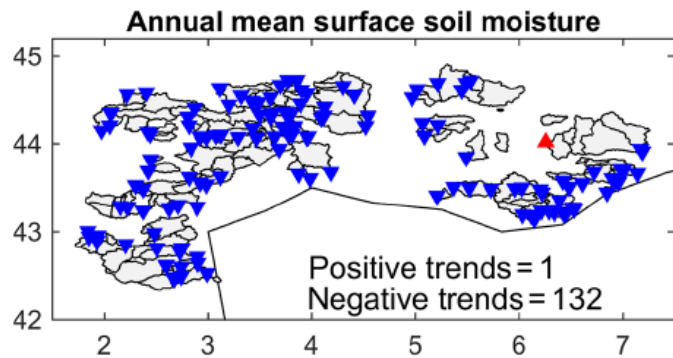 Annual mean surface soil moisture
45
44
43
42
Positive trends = 1
Negative trends = 132
2 3 4 5 6 7